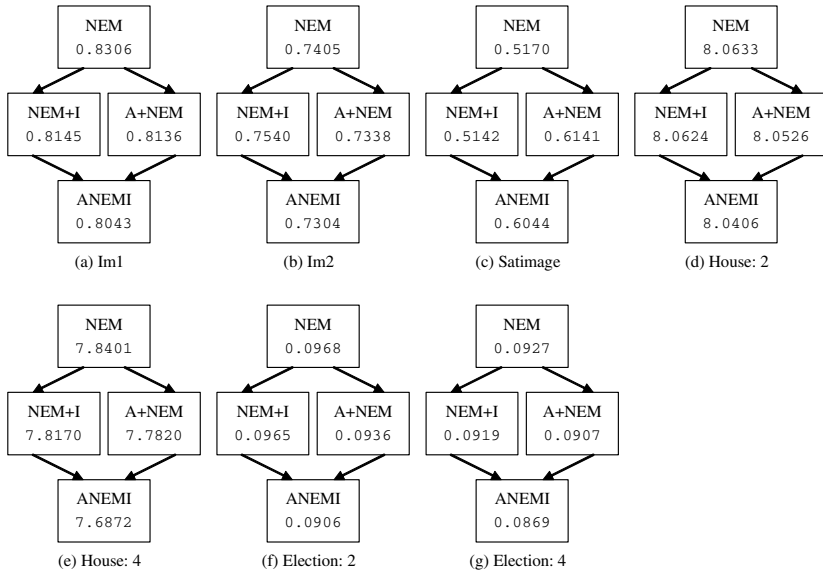 NEM
0.8306
NEM+I
0.8145
A+NEM
0.8136
ANEMI
0.8043
(a) Im1
NEM
0.7405
NEM+I
0.7540
A+NEM
0.7338
ANEMI
0.7304
(b) Im2
NEM
0.5170
NEM+I
0.5142
A+NEM
0.6141
ANEMI
0.6044
(c) Satimage
NEM
8.0633
NEM+I
8.0624
A+NEM
8.0526
ANEMI
8.0406
(d) House: 2
NEM
7.8401
NEM+I
7.8170
A+NEM
7.7820
ANEMI
7.6872
(e) House: 4
NEM
0.0968
NEM+I
0.0965
A+NEM
0.0936
ANEMI
0.0906
(f) Election: 2
NEM
0.0927
NEM+I
0.0919
A+NEM
0.0907
ANEMI
0.0869
(g) Election: 4